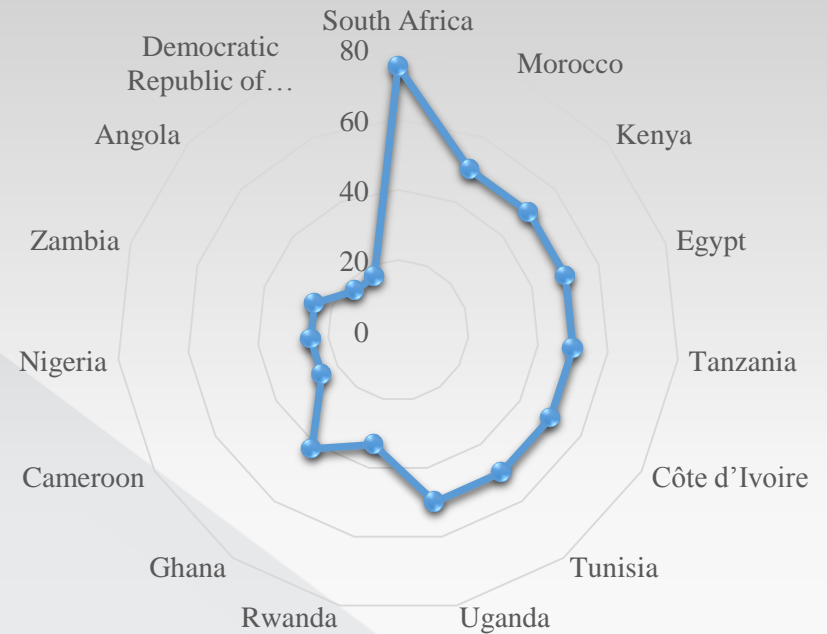 South Africa
Morocco
Kenya
Egypt
Tanzania
Côte d’Ivoire
Tunisia
Uganda
Rwanda
Ghana
Cameroon
Nigeria
Zambia
Angola
Democratic
Republic of…
80
60
40
20
0